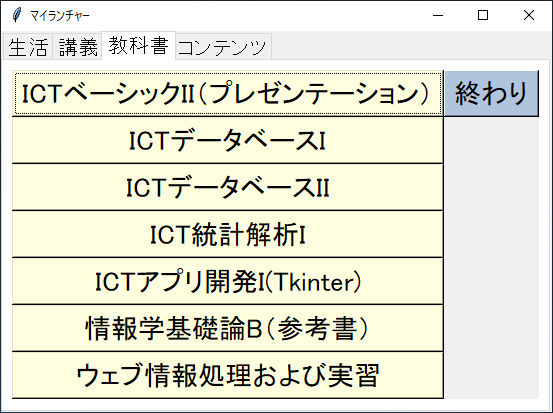 マイランチャー
生活 講義 教科書 コンテンツ
ICTベーシックII(プレゼンテーション) 終わり
ICTデータベースI
ICTデータベースII
ICT統計解析I
ICTアプリ開発I(Tkinter)
情報学基礎論B(参考書)
ウェブ情報処理および実習